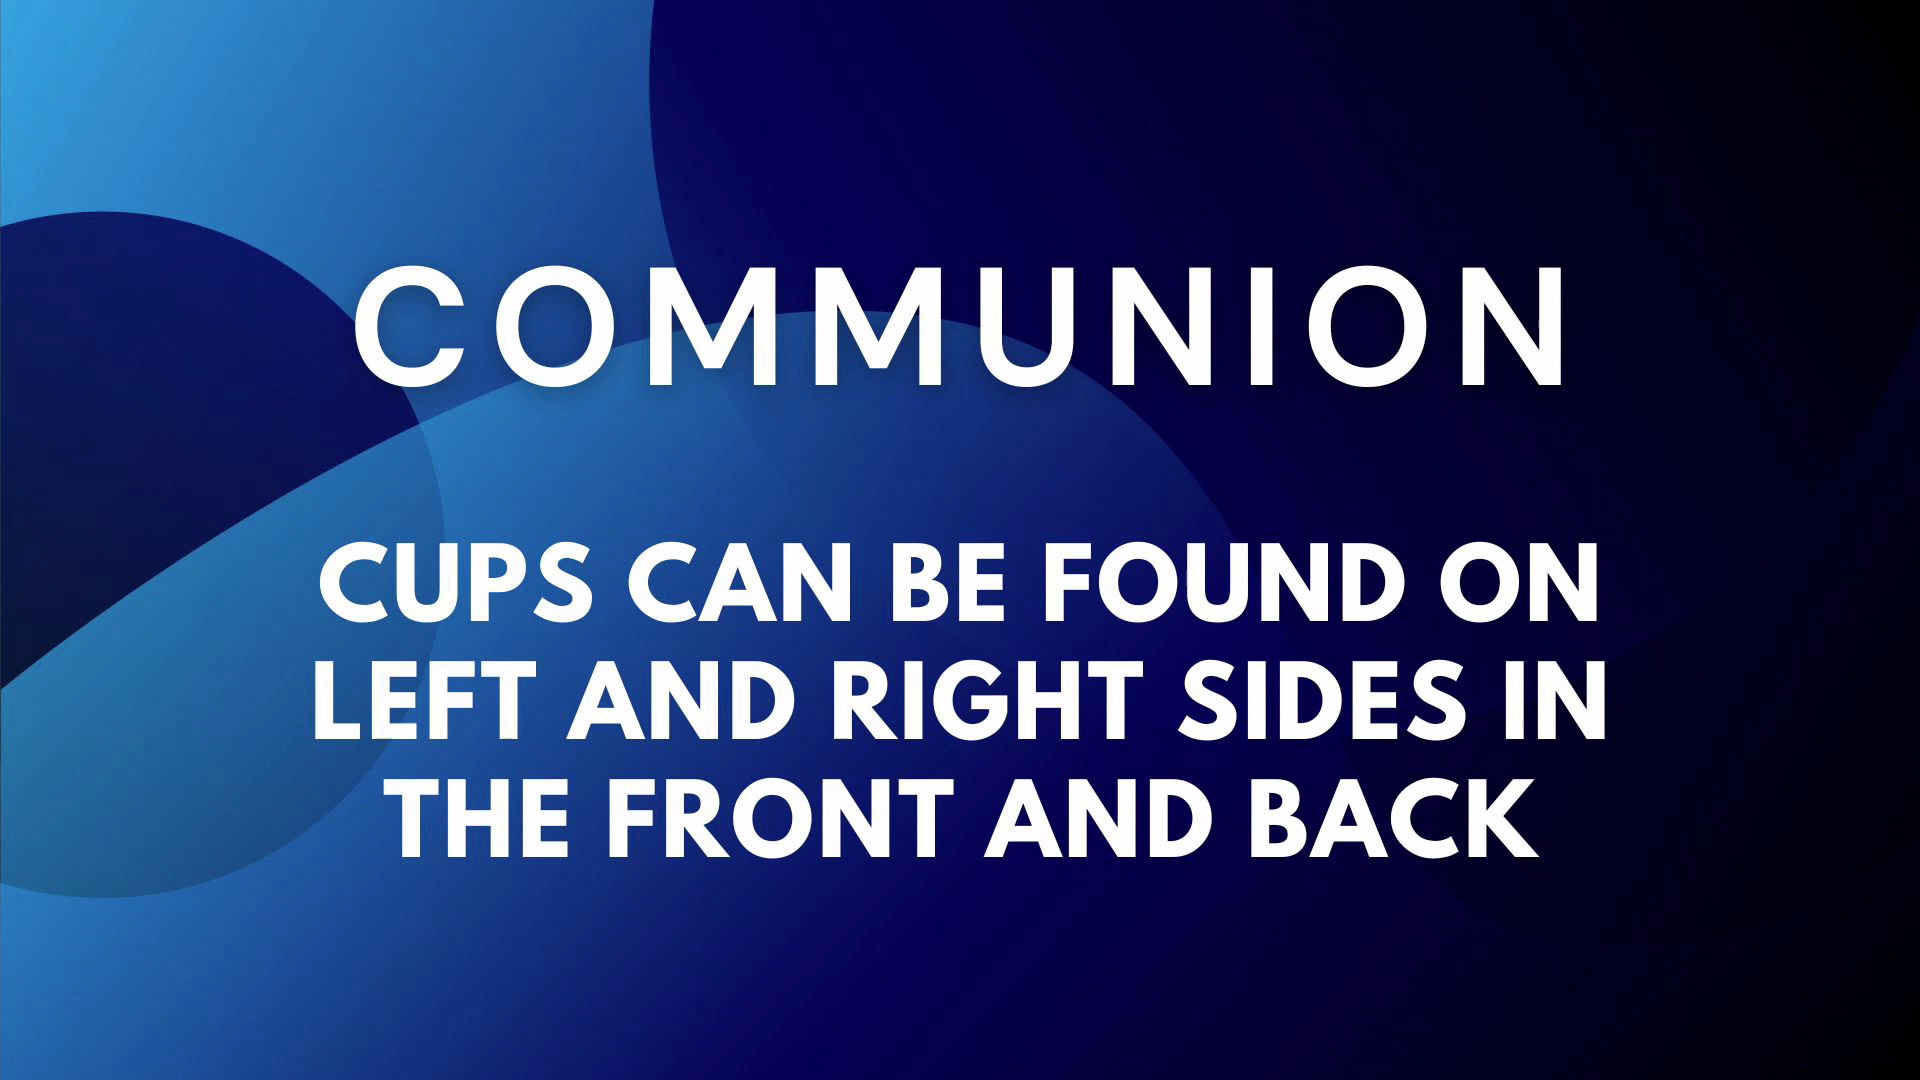 COMMUNION
CUPS CAN BE FOUND ON
LEFT AND RIGHT SIDES IN
THE FRONT AND BACK